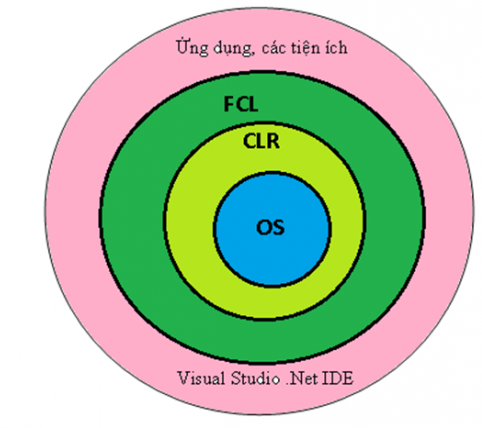 Ứng dụng, các tiện ích
FCL
CLR
OS
Visual Studio .Net IDE